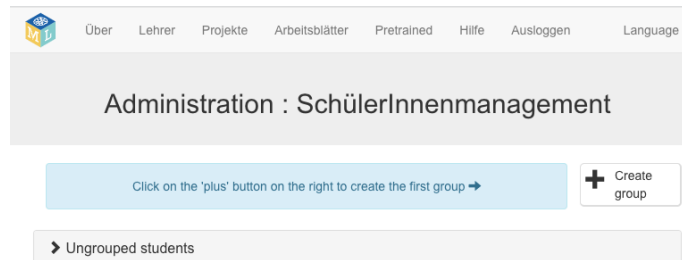 ML
Über Lehrer Projekte Arbeitsblätter Pretrained Hilfe Ausloggen Language
Administration : SchülerInnenmanagement
Click on the 'plus' button on the right to create the first group
Create
group
Ungrouped students